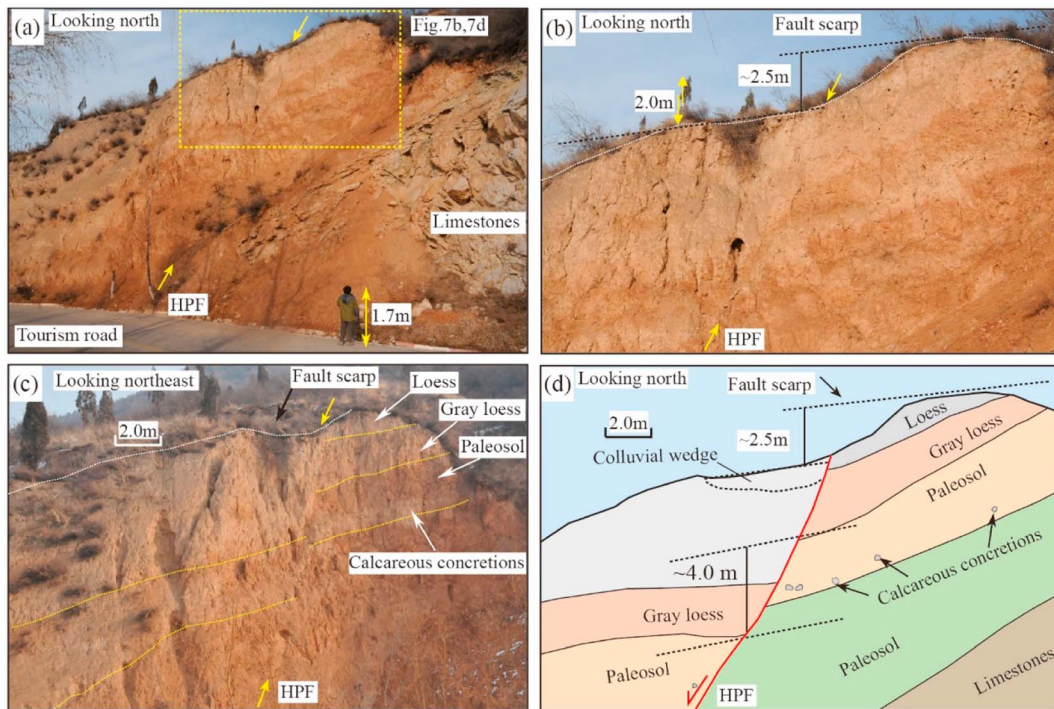 (a)
Looking north
Fig.7b,7d
Limestones
HPF
1.7m
Tourism road
(b)
Looking north
Fault scarp
~2.5m
2.0m
HPF
(c)
Looking northeast
Fault scarp
Loess
Gray loess
2.0m
Paleosol
Calcareous concretions
HPF
(d)
Looking north
Fault scarp
2.0m
~2.5m
Loess
Colluvial wedge
Gray loess
Paleosol
~4.0 m
Calcareous concretions
Gray loess
Paleosol
Paleosol
Limestones
HPF